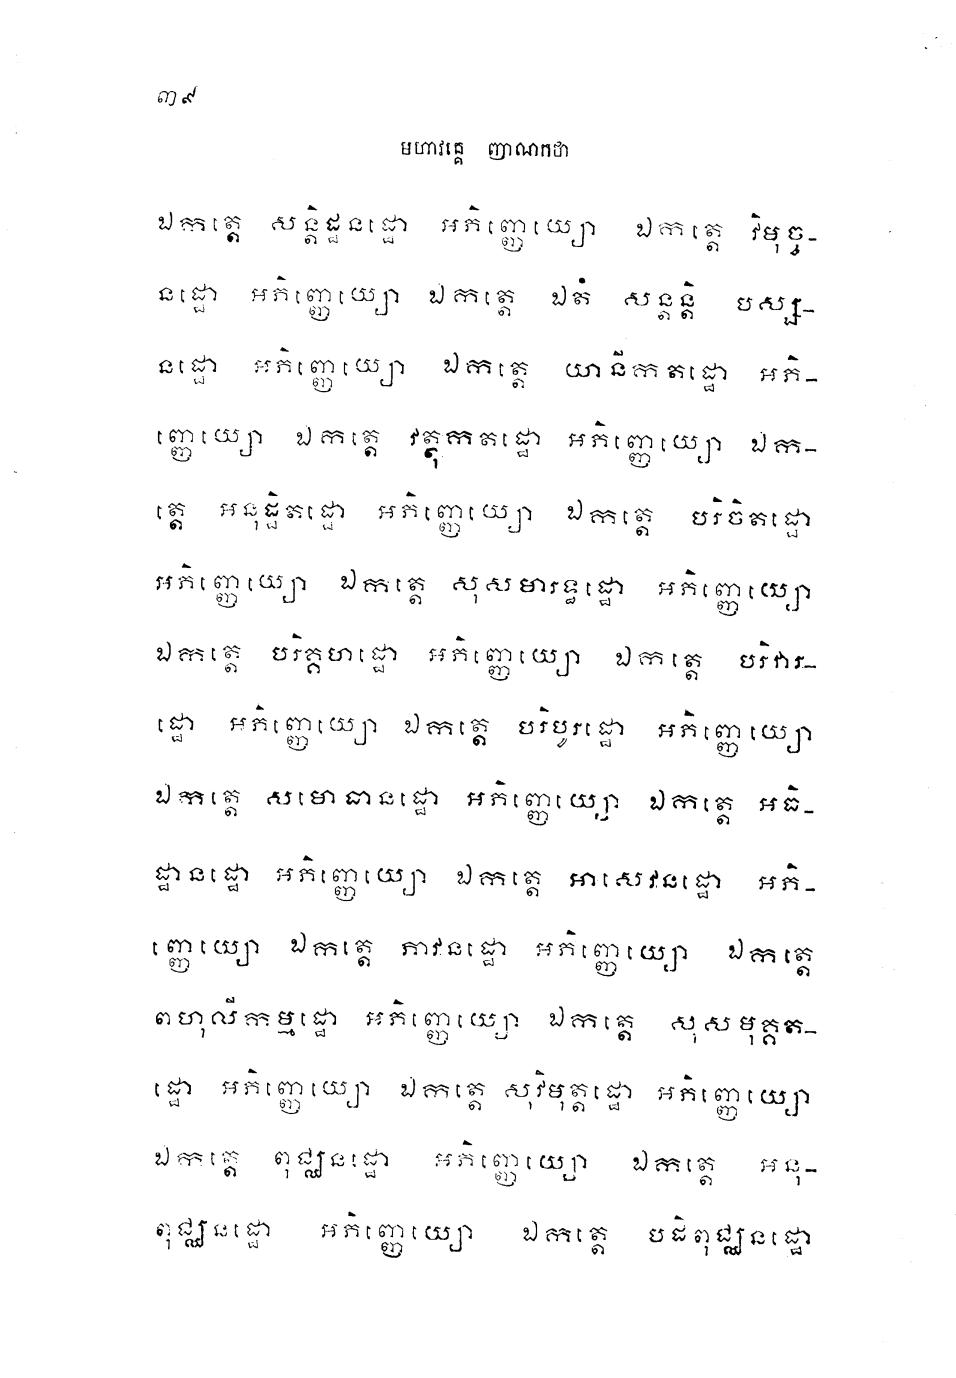 ៣៩
មហាវគ្គេ ញាណកថា
ឯកត្តេ សន្តិដ្ឋនដ្ឋោ អភិញ្ញេយ្យោ ឯកត្តេ វិមុច្ច-
នដ្ឋោ អភិញ្ញេយ្យោ ឯកត្តេ ឯតំ សន្តន្តិ បស្ស-
នដ្ឋោ អភិញ្ញេយ្យោ ឯកត្តេ យានីកតដ្ឋោ អភិ-
ញ្ញេយ្យោ ឯកត្តេ វត្ថុកតដ្ឋោ អភិញ្ញេយ្យោ ឯក-
ត្តេ អនុដ្ឋិតដ្ឋោ អភិញ្ញេយ្យោ ឯកត្តេ បរិចិតដ្ឋោ
អភិញ្ញេយ្យោ ឯកត្តេ សុសមារទ្ធដ្ឋោ អភិញ្ញេយ្យោ
ឯកត្តេ បរិគ្គហដ្ឋោ អភិញ្ញេយ្យោ ឯកត្តេ បរិវារ-
ដ្ឋោ អភិញ្ញេយ្យោ ឯកត្តេ បរិបូរដ្ឋោ អភិញ្ញេយ្យោ
ឯកត្តេ សមោធានដ្ឋោ អភិញ្ញេយ្យោ ឯកត្តេ អធិ-
ដ្ឋានដ្ឋោ អភិញ្ញេយ្យោ ឯកត្តេ អាសេវនដ្ឋោ អភិ-
ញ្ញេយ្យោ ឯកត្តេ ភាវនដ្ឋោ អភិញ្ញេយ្យោ ឯកត្តេ
ពហុលីកម្មដ្ឋោ អភិញ្ញេយ្យោ ឯកត្តេ សុសមុគ្គត-
ដ្ឋោ អភិញ្ញេយ្យោ ឯកត្តេ សុវិមុត្តដ្ឋោ អភិញ្ញេយ្យោ
ឯកត្តេ ពុជ្ឈនដ្ឋោ អភិញ្ញេយ្យោ ឯកត្តេ អនុ-
ពុជ្ឈនដ្ឋោ អភិញ្ញេយ្យោ ឯកត្តេ បដិពុជ្ឈនដ្ឋោ